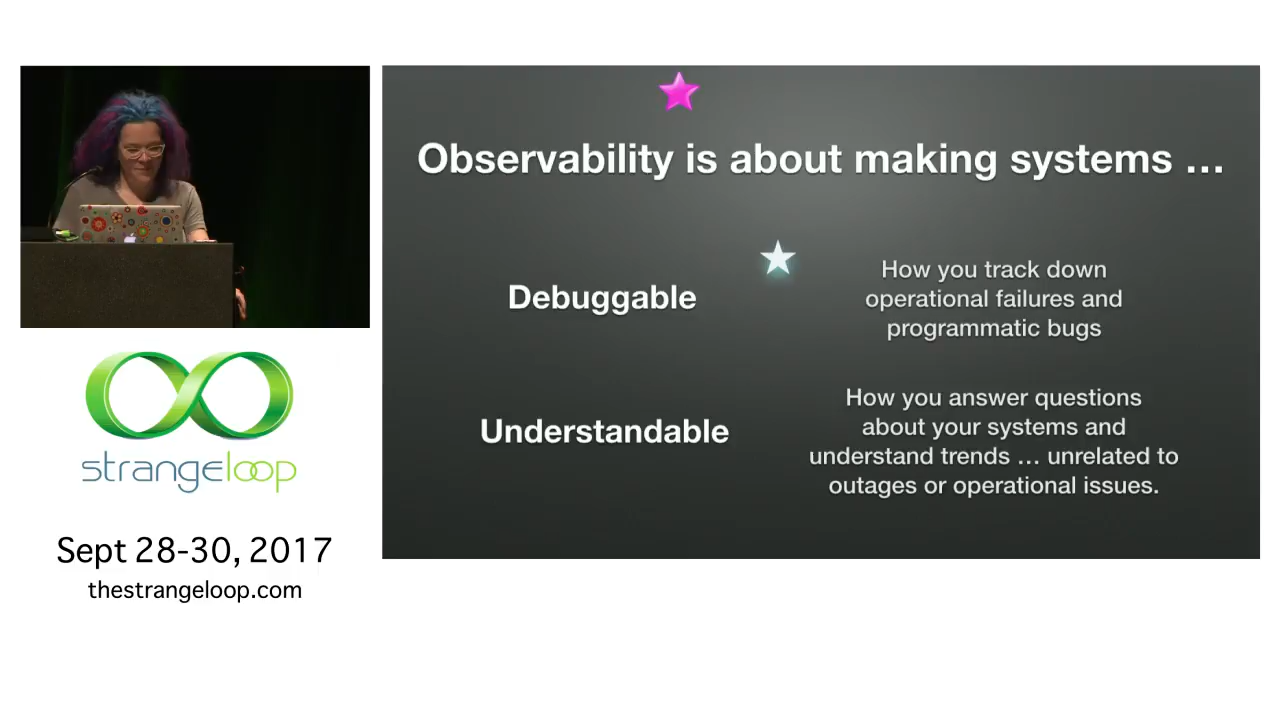 Observability is about making systems …
Debuggable
How you track down
operational failures and
programmatic bugs
Understandable
How you answer questions
about your systems and
understand trends … unrelated to
outages or operational issues.
strangeloop
Sept 28-30, 2017
thestrangeloop.com